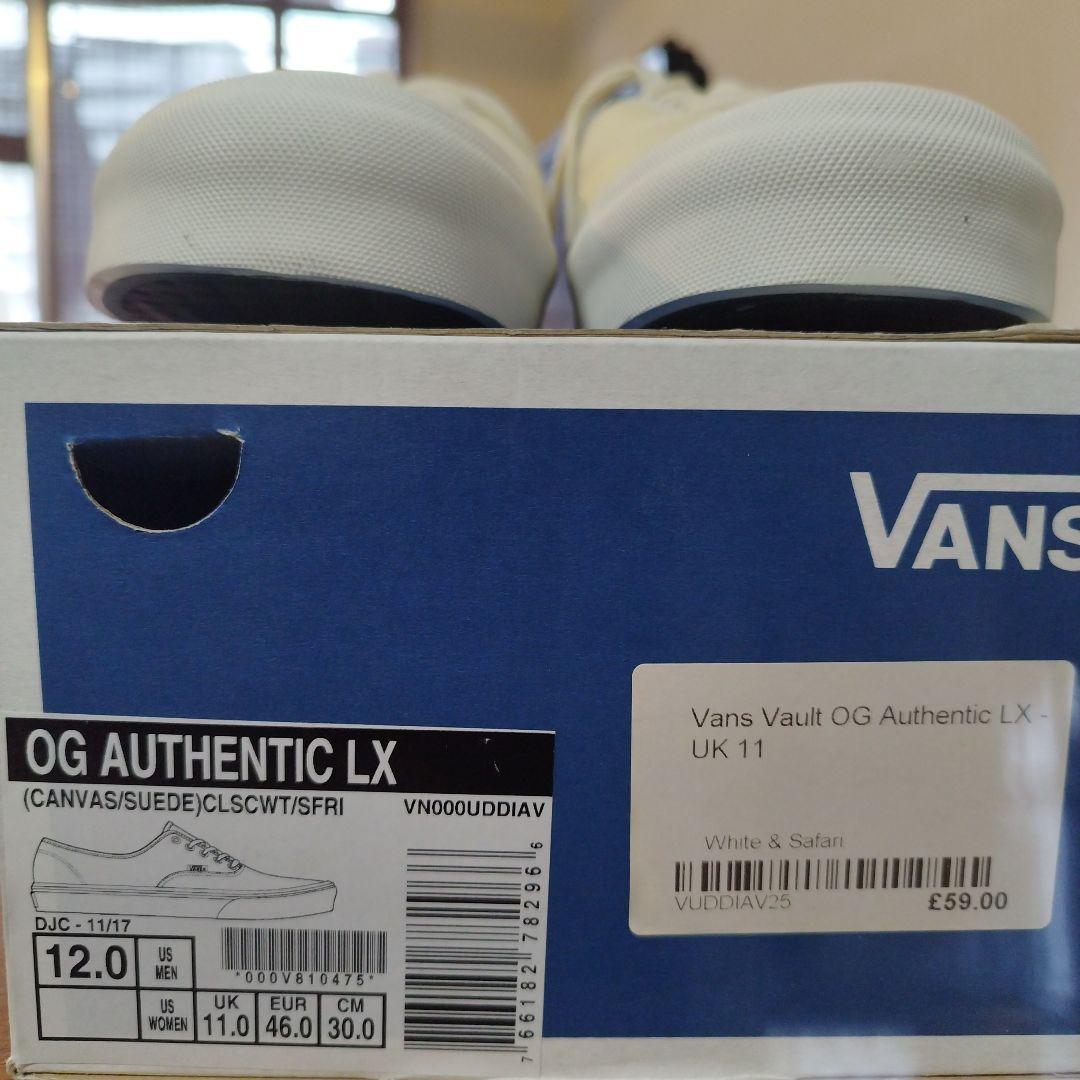 VANS
OG AUTHENTIC LX
(CANVAS/SUEDE)CLSCWT/SFRI VN000UDDIAV
VANS
DJC - 11/17
12.0 US MEN
*000V810475*
US WOMEN
UK 11.0
EUR 46.0
CM 30.0
7 66182 78296 6
Vans Vault OG Authentic LX -
UK 11
White & Safari
VUDDIAV25
£59.00